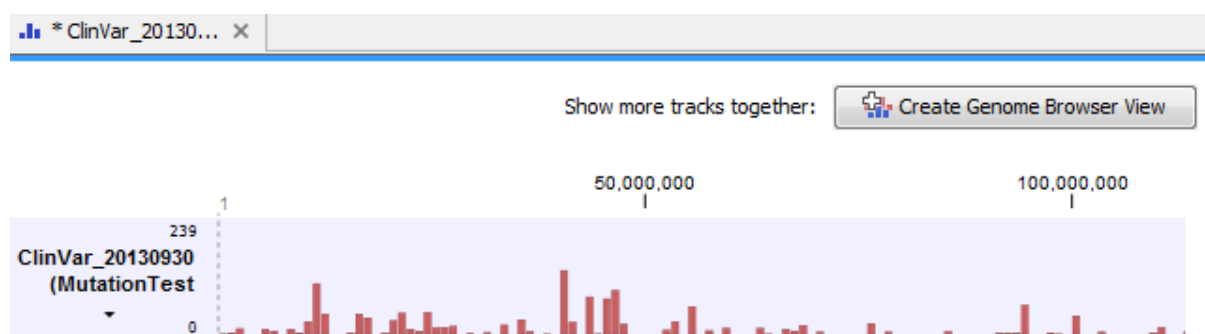 * ClinVar_20130...
Show more tracks together: Create Genome Browser View
50,000,000 100,000,000
1
239
ClinVar_20130930
(MutationTest
0